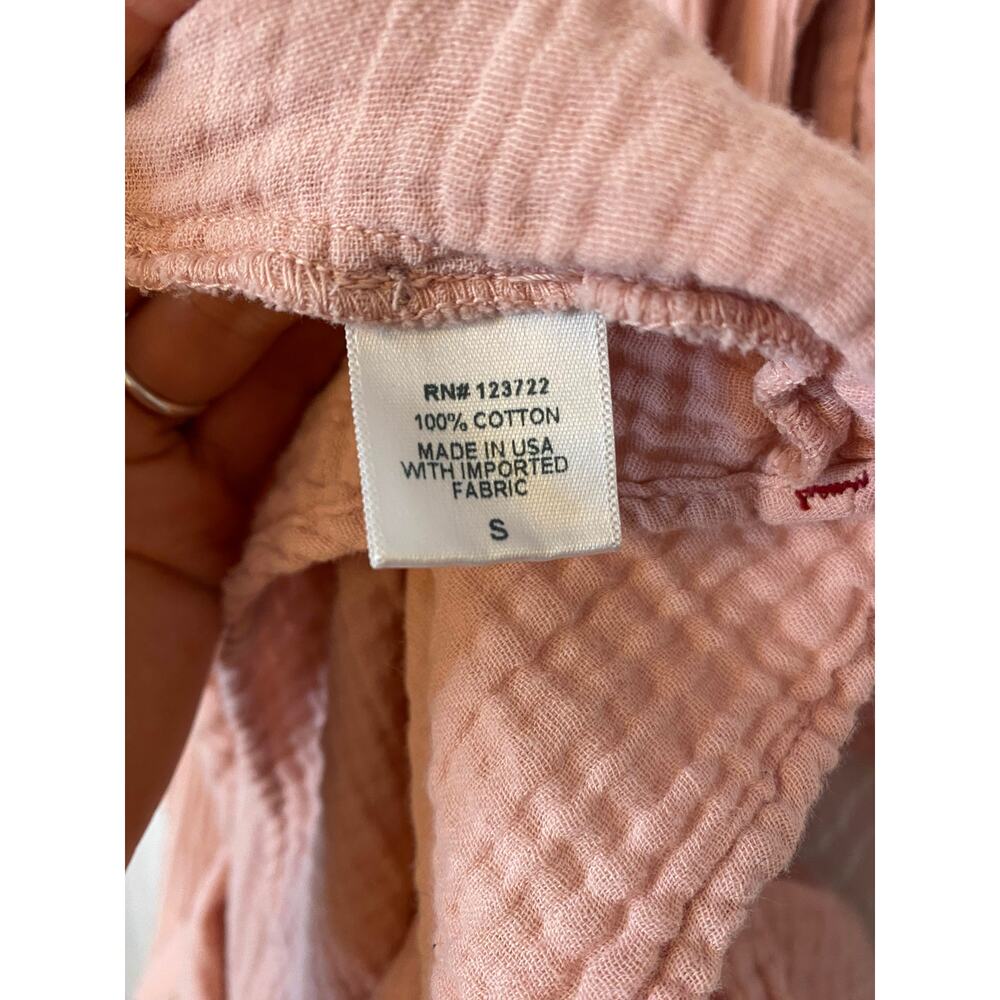 RN# 123722
100% COTTON
MADE IN USA
WITH IMPORTED
FABRIC
S